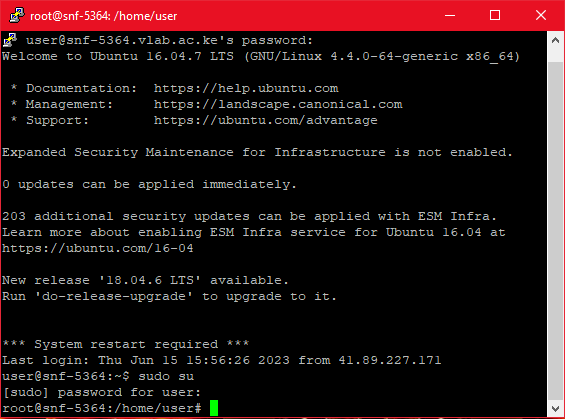 root@snf-5364: /home/user
user@snf-5364.vlab.ac.ke's password:
Welcome to Ubuntu 16.04.7 LTS (GNU/Linux 4.4.0-64-generic x86_64)
* Documentation:  https://help.ubuntu.com
* Management:     https://landscape.canonical.com
* Support:        https://ubuntu.com/advantage
Expanded Security Maintenance for Infrastructure is not enabled.
0 updates can be applied immediately.
203 additional security updates can be applied with ESM Infra.
Learn more about enabling ESM Infra service for Ubuntu 16.04 at
https://ubuntu.com/16-04
New release '18.04.6 LTS' available.
Run 'do-release-upgrade' to upgrade to it.
*** System restart required ***
Last login: Thu Jun 15 15:56:26 2023 from 41.89.227.171
user@snf-5364:~$ sudo su
[sudo] password for user:
root@snf-5364:/home/user#